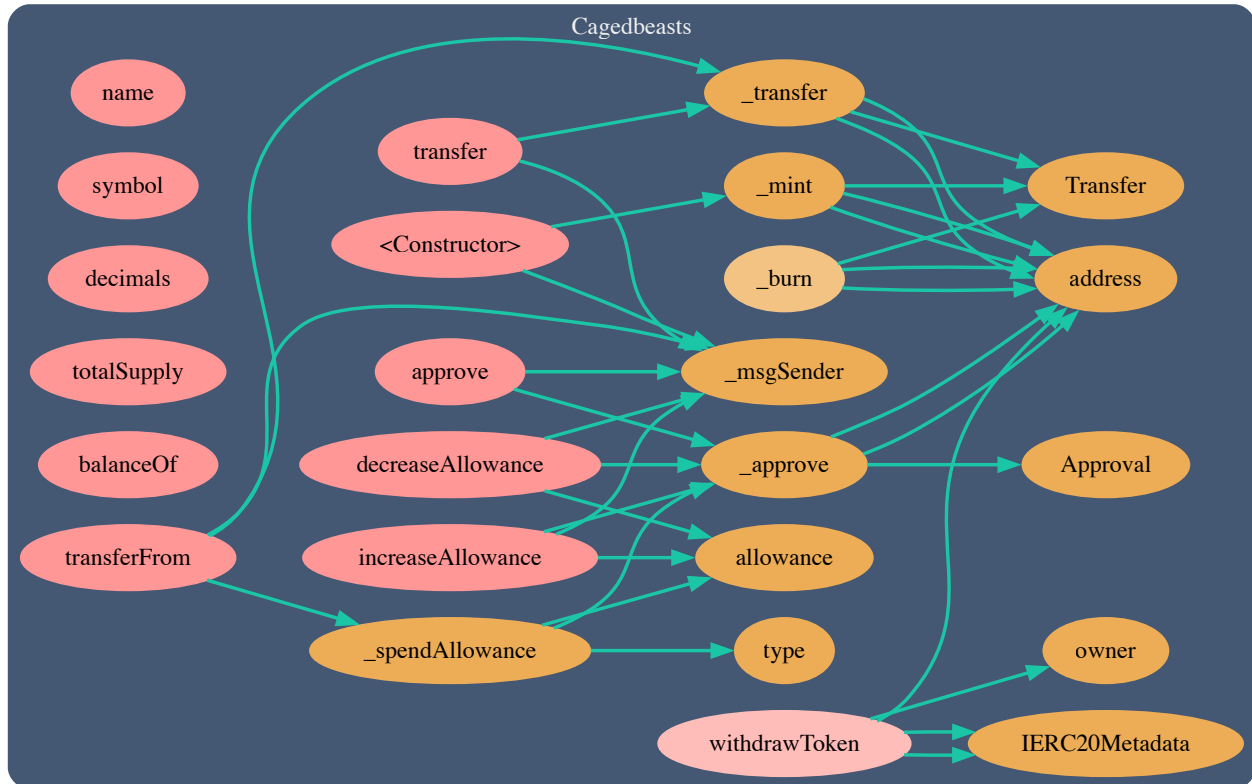 Cagedbeasts
name
symbol
decimals
totalSupply
balanceOf
transferFrom
transfer
<Constructor>
approve
decreaseAllowance
increaseAllowance
_spendAllowance
_transfer
_mint
_burn
_msgSender
_approve
allowance
type
withdrawToken
Transfer
address
Approval
owner
IERC20Metadata